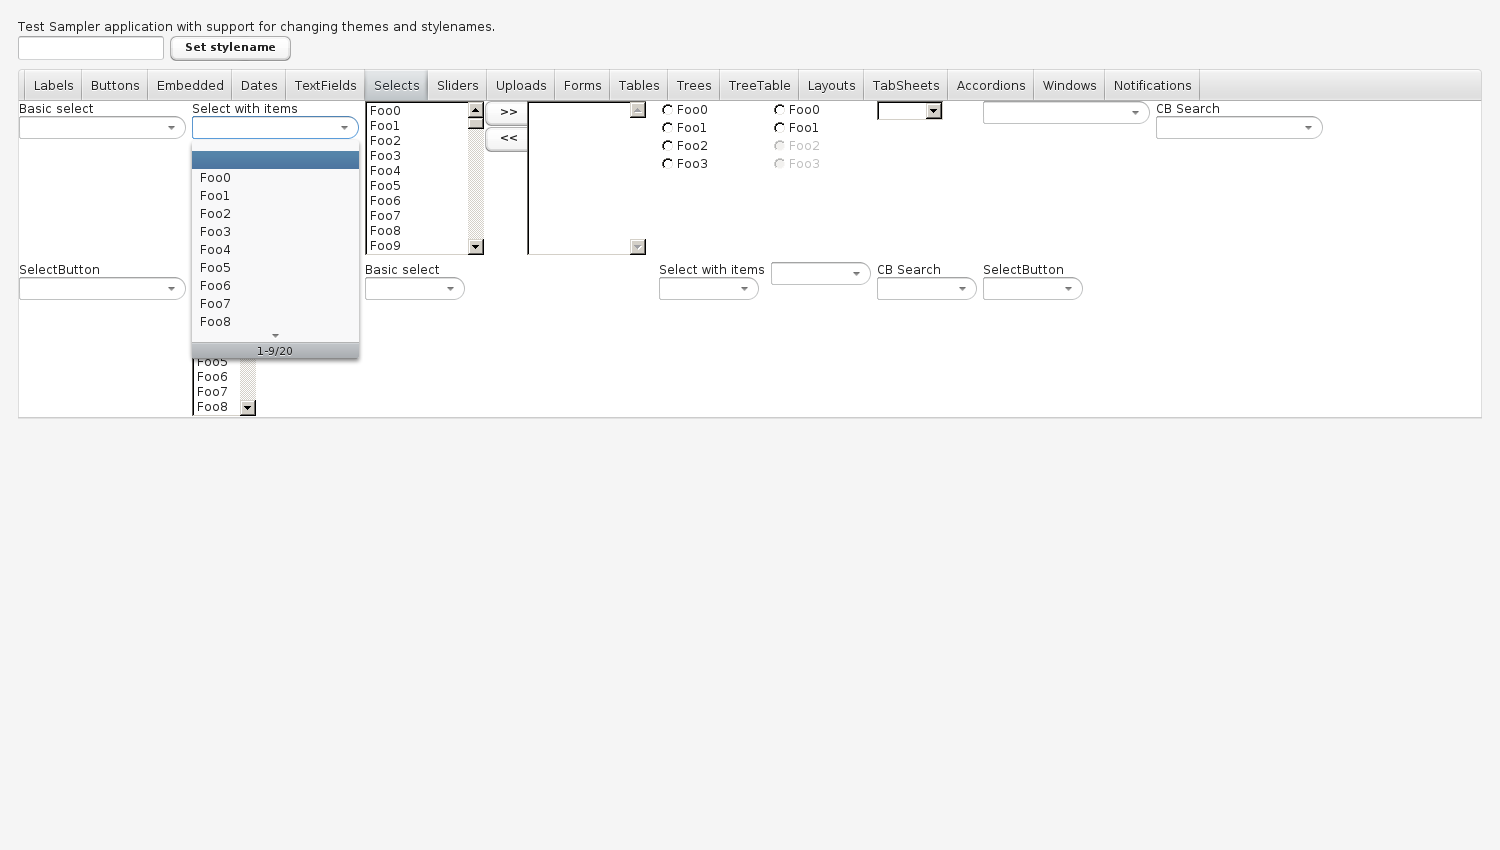 Test Sampler application with support for changing themes and stylenames.
Set stylename
Labels Buttons Embedded Dates TextFields Selects Sliders Uploads Forms Tables Trees TreeTable Layouts TabSheets Accordions Windows Notifications
Basic select
Select with items
Foo0
Foo1
Foo2
Foo3
Foo4
Foo5
Foo6
Foo7
Foo8
1-9/20
Foo0
Foo1
Foo2
Foo3
Foo4
Foo5
Foo6
Foo7
Foo8
Foo9
>>
<<
Foo0
Foo1
Foo2
Foo3
Foo0
Foo1
Foo2
Foo3
CB Search
SelectButton
Foo5
Foo6
Foo7
Foo8
Basic select
Select with items
CB Search
SelectButton